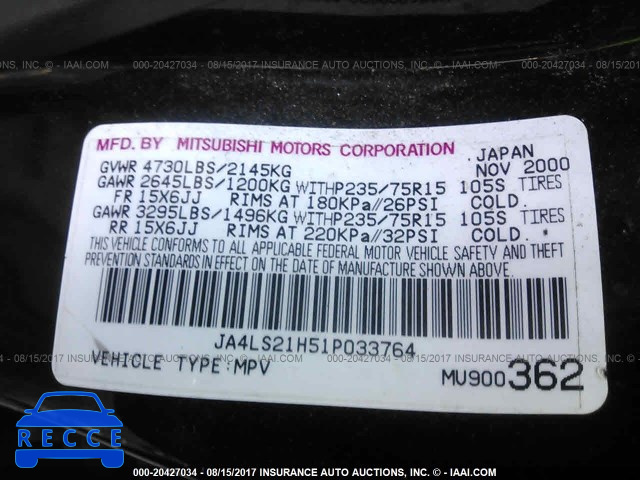 000-20427034 - 08/15/2017 INSURANCE AUTO AUCTIONS, INC. - © IAAI.COM
MFD. BY MITSUBISHI MOTORS CORPORATION JAPAN
GVWR 4730LBS/2145KG NOV 2000
GAWR 2645LBS/1200KG WITHP235/75R15 105S TIRES
FR 15X6JJ RIMS AT 180KPa//26PSI COLD.
GAWR 3295LBS/1496KG WITHP235/75R15 105S TIRES
RR 15X6JJ RIMS AT 220KPa//32PSI COLD.
THIS VEHICLE CONFORMS TO ALL APPLICABLE FEDERAL MOTOR VEHICLE SAFETY AND THEFT
PREVENTION STANDARDS IN EFFECT ON THE DATE OF MANUFACTURE SHOWN ABOVE.
JA4LS21H51P033764
VEHICLE TYPE:MPV MU900362
000-20427034 - 08/15/2017 INSURANCE AUTO AUCTIONS, INC. - © IAAI.COM